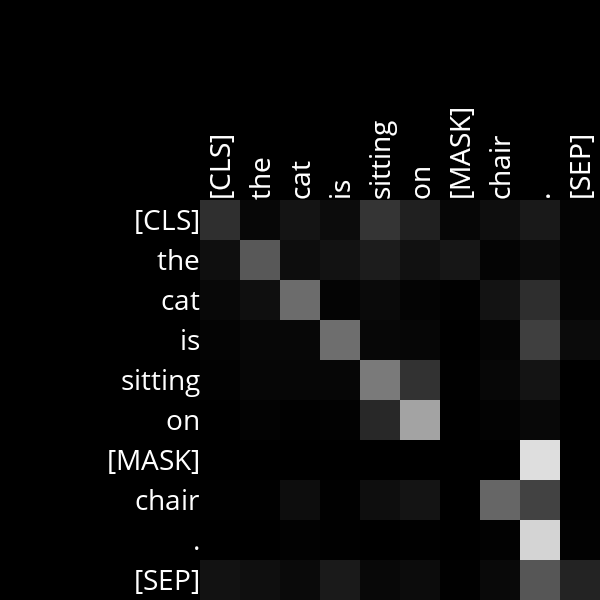 [CLS] the cat is sitting on [MASK] chair . [SEP]
[CLS]
the
cat
is
sitting
on
[MASK]
chair
.
[SEP]